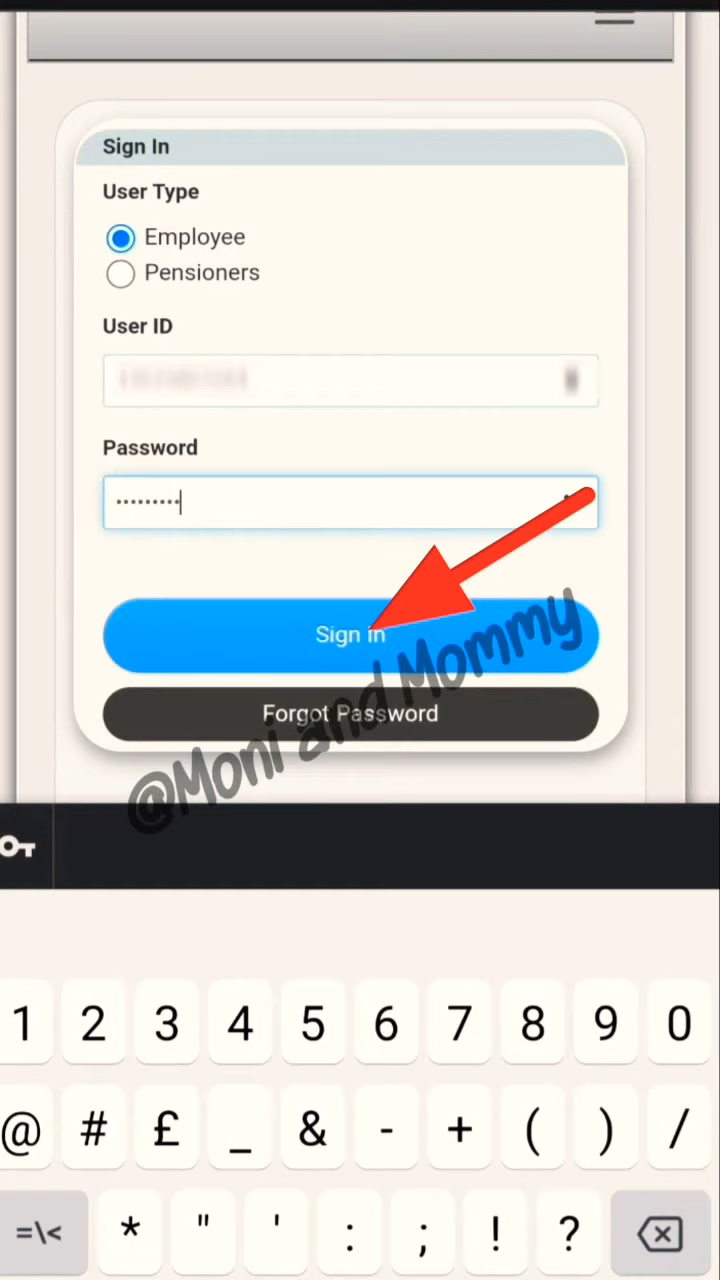 Sign In
User Type
Employee
Pensioners
User ID
Password
•••••••••
Sign in
Forgot Password
@Moni and Mommy
1 2 3 4 5 6 7 8 9 0
@ # £ _ & - + ( ) /
=\< * " ' : ; ! ?